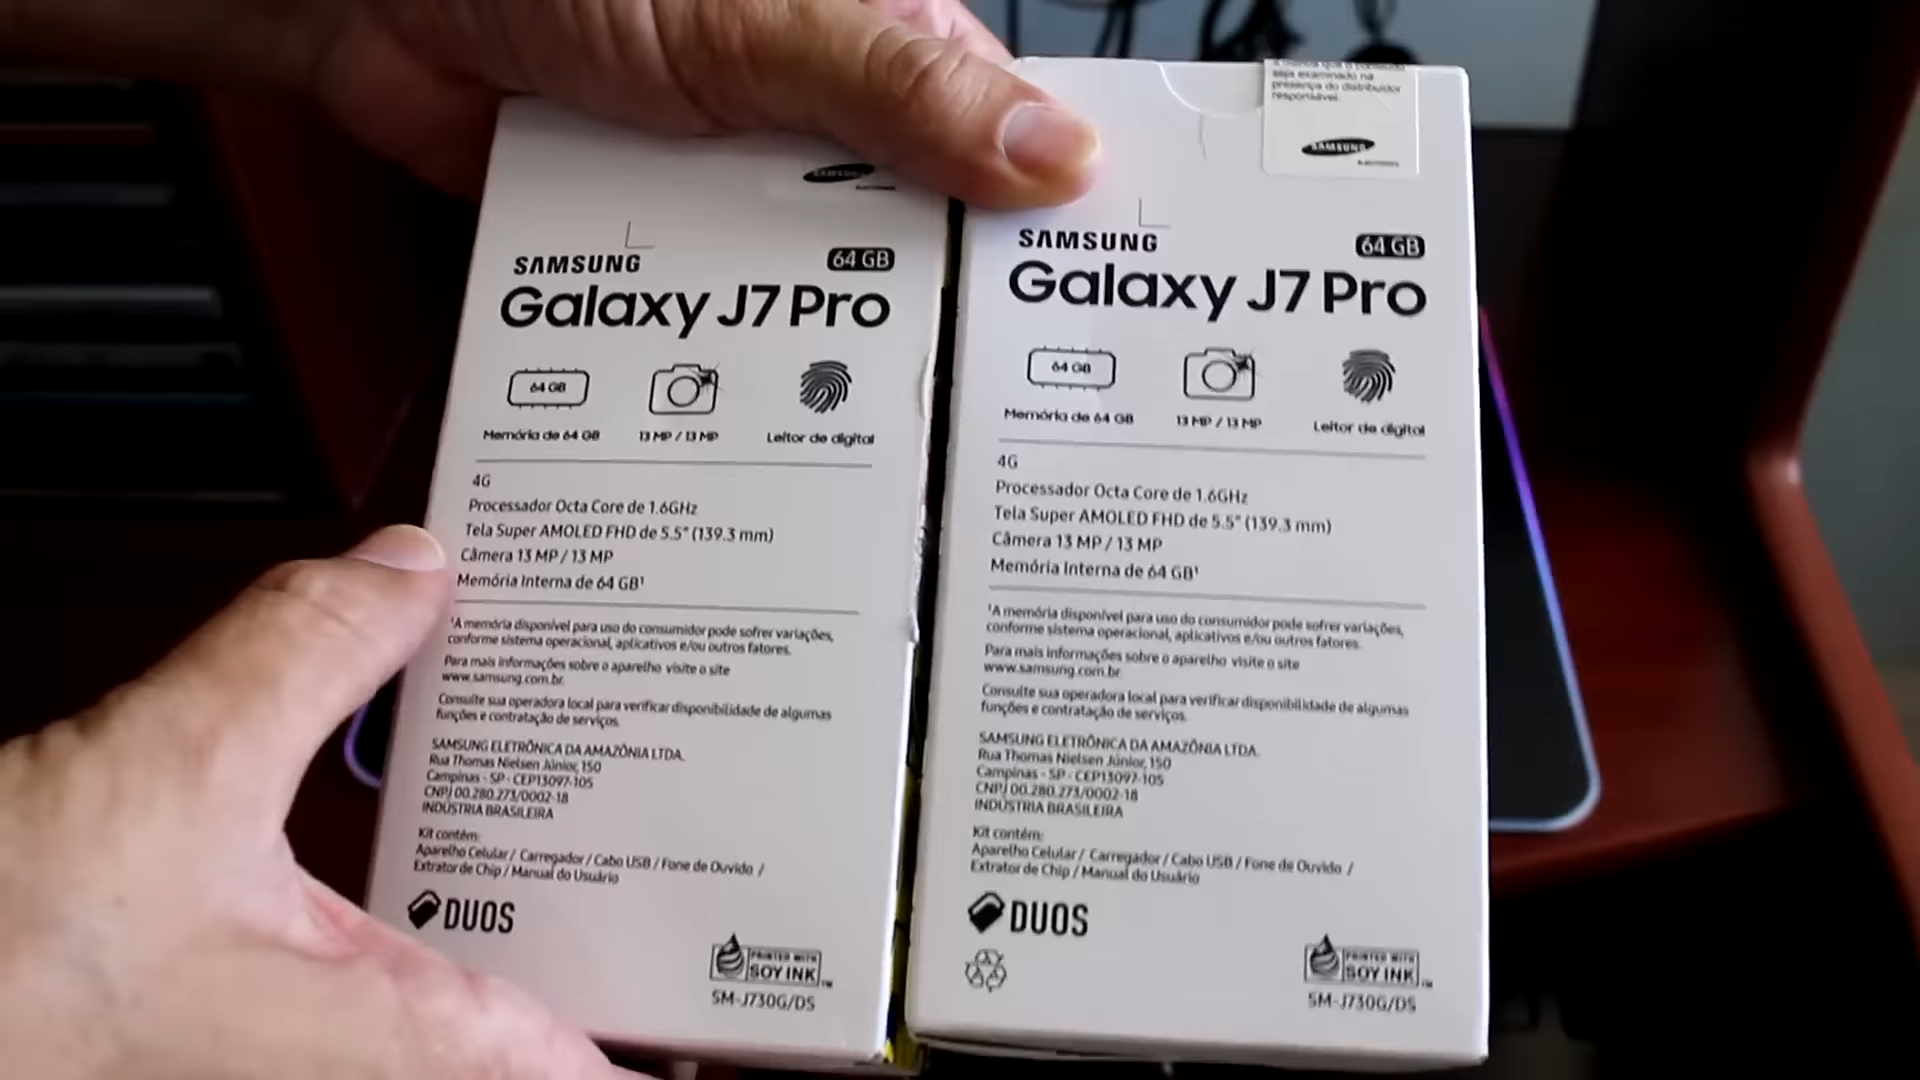 SAMSUNG
SAMSUNG
64 GB
Galaxy J7 Pro
64 GB
Memória de 64 GB
13 MP / 13 MP
Leitor de digital
4G
Processador Octa Core de 1.6GHz
Tela Super AMOLED FHD de 5.5" (139.3 mm)
Câmera 13 MP / 13 MP
Memória Interna de 64 GB¹
¹A memória disponível para uso do consumidor pode sofrer variações,
conforme sistema operacional, aplicativos e/ou outros fatores.
Para mais informações sobre o aparelho visite o site
www.samsung.com.br.
Consulte sua operadora local para verificar disponibilidade de algumas
funções e contratação de serviços.
SAMSUNG ELETRÔNICA DA AMAZÔNIA LTDA.
Rua Thomas Nielsen Júnior, 150
Campinas - SP - CEP13097-105
CNPJ 00.280.273/0002-18
INDÚSTRIA BRASILEIRA
Kit contém:
Aparelho Celular / Carregador / Cabo USB / Fone de Ouvido /
Extrator de Chip / Manual do Usuário
DUOS
PRINTED WITH
SOY INK™
SM-J730G/DS
seja examinado na
presença do distribuidor
responsável.
SAMSUNG
SAMSUNG
64 GB
Galaxy J7 Pro
64 GB
Memória de 64 GB
13 MP / 13 MP
Leitor de digital
4G
Processador Octa Core de 1.6GHz
Tela Super AMOLED FHD de 5.5" (139.3 mm)
Câmera 13 MP / 13 MP
Memória Interna de 64 GB¹
¹A memória disponível para uso do consumidor pode sofrer variações,
conforme sistema operacional, aplicativos e/ou outros fatores.
Para mais informações sobre o aparelho visite o site
www.samsung.com.br.
Consulte sua operadora local para verificar disponibilidade de algumas
funções e contratação de serviços.
SAMSUNG ELETRÔNICA DA AMAZÔNIA LTDA.
Rua Thomas Nielsen Júnior, 150
Campinas - SP - CEP13097-105
CNPJ 00.280.273/0002-18
INDÚSTRIA BRASILEIRA
Kit contém:
Aparelho Celular / Carregador / Cabo USB / Fone de Ouvido /
Extrator de Chip / Manual do Usuário
DUOS
PRINTED WITH
SOY INK™
SM-J730G/DS